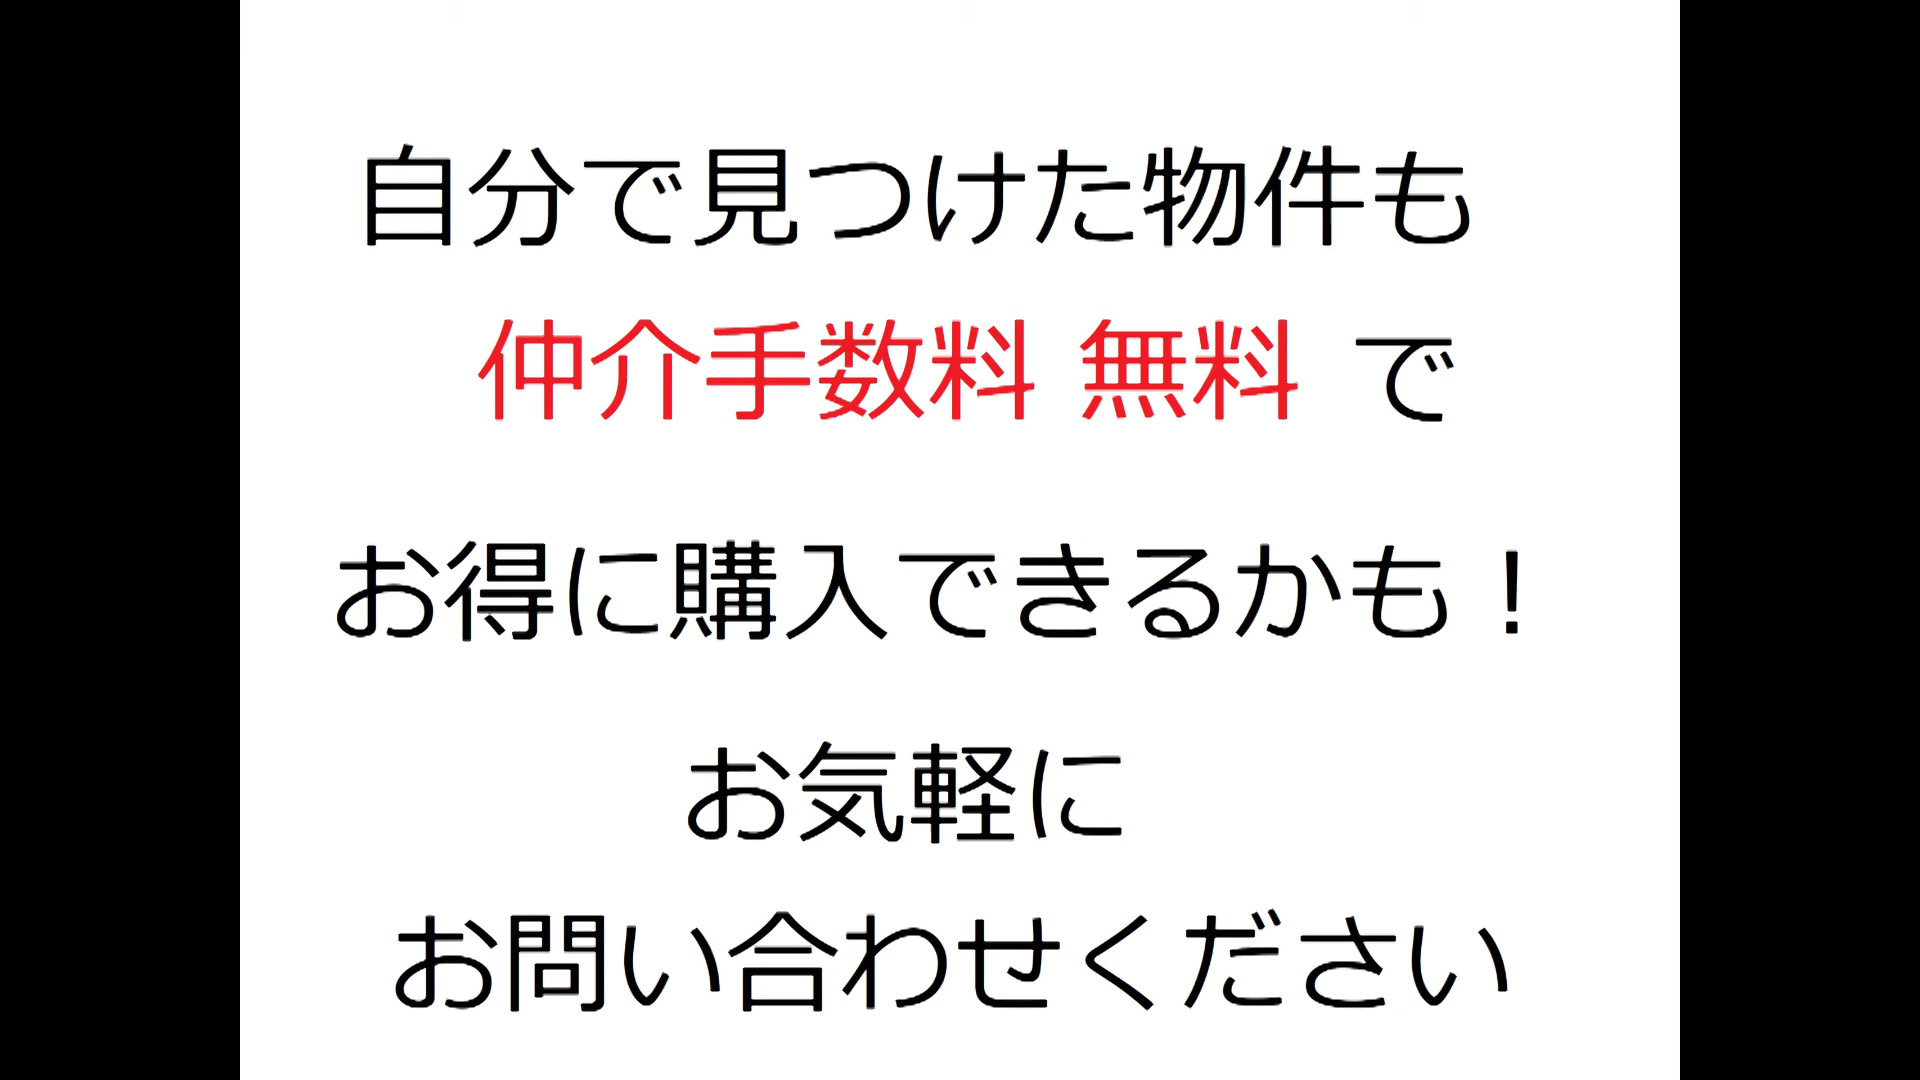 自分で見つけた物件も
仲介手数料 無料 で
お得に購入できるかも！
お気軽に
お問い合わせください